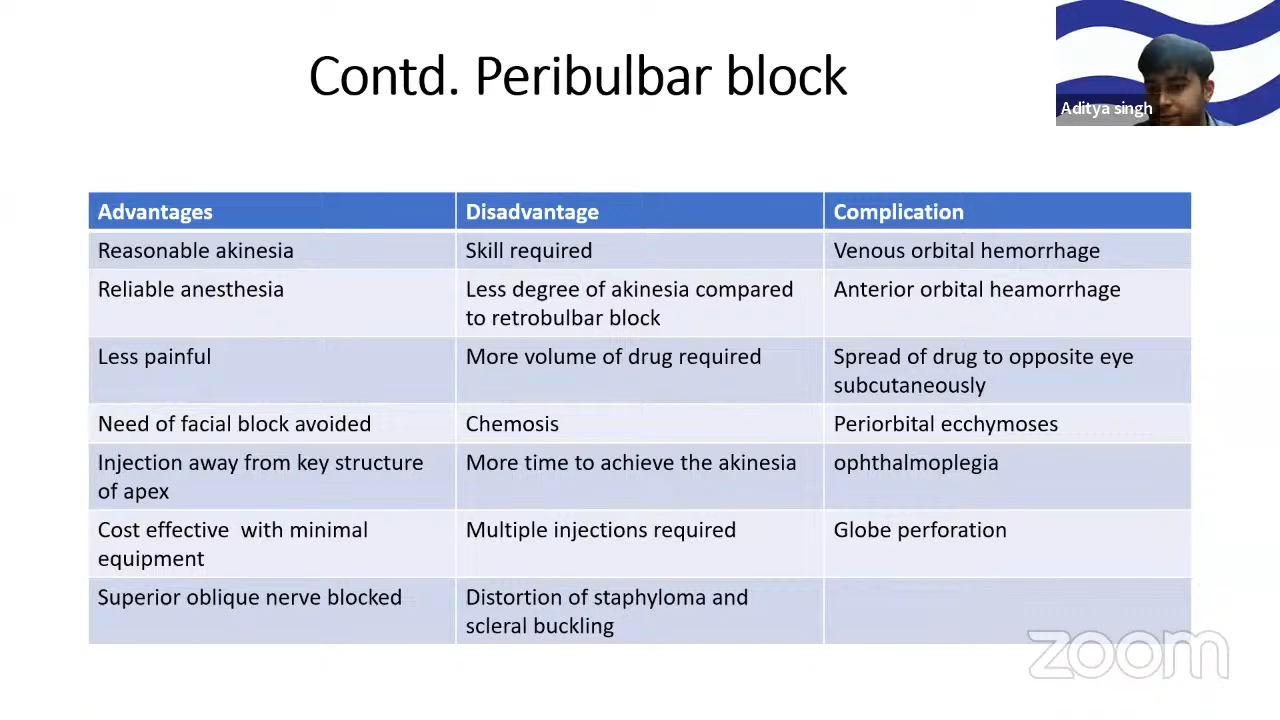 Contd. Peribulbar block
Aditya singh
Advantages
Disadvantage
Complication
Reasonable akinesia
Skill required
Venous orbital hemorrhage
Reliable anesthesia
Less degree of akinesia compared
to retrobulbar block
Anterior orbital heamorrhage
Less painful
More volume of drug required
Spread of drug to opposite eye
subcutaneously
Need of facial block avoided
Chemosis
Periorbital ecchymoses
Injection away from key structure
of apex
More time to achieve the akinesia
ophthalmoplegia
Cost effective with minimal
equipment
Multiple injections required
Globe perforation
Superior oblique nerve blocked
Distortion of staphyloma and
scleral buckling
zoom